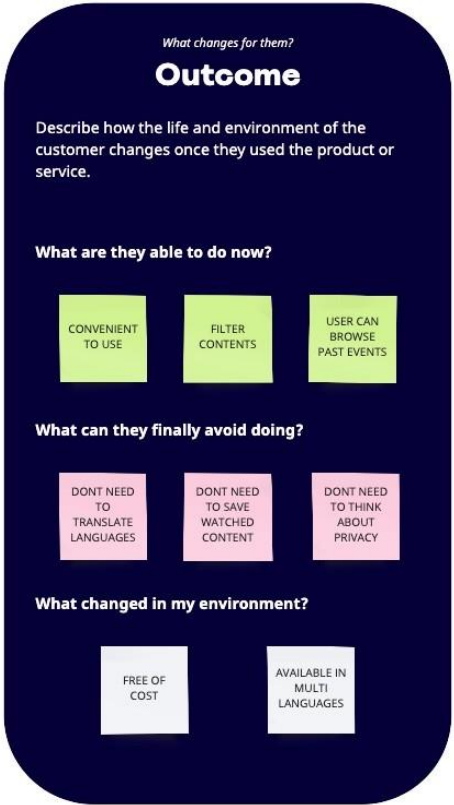 What changes for them?
Outcome
Describe how the life and environment of the
customer changes once they used the product or
service.
What are they able to do now?
CONVENIENT
TO USE
FILTER
CONTENTS
USER CAN
BROWSE
PAST EVENTS
What can they finally avoid doing?
DONT NEED
TO
TRANSLATE
LANGUAGES
DONT NEED
TO SAVE
WATCHED
CONTENT
DONT NEED
TO THINK
ABOUT
PRIVACY
What changed in my environment?
FREE OF
COST
AVAILABLE IN
MULTI
LANGUAGES